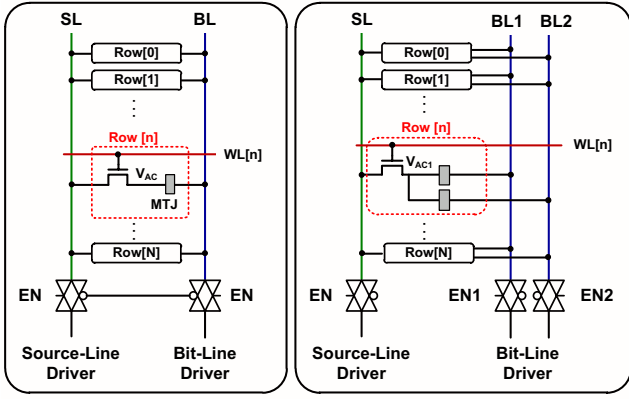 SL
BL
Row[0]
Row[1]
Row [n]
WL[n]
VAC
MTJ
Row[N]
EN
EN
Source-Line
Driver
Bit-Line
Driver
SL
BL1
BL2
Row[0]
Row[1]
Row [n]
WL[n]
VAC1
Row[N]
EN
EN1
EN2
Source-Line
Driver
Bit-Line
Driver